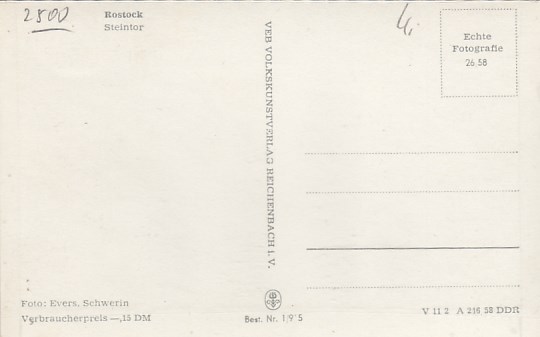 2500
Rostock
Steintor
4,
VEB VOLKSKUNSTVERLAG REICHENBACH i. V.
Echte
Fotografie
26 58
Foto: Evers, Schwerin
Verbraucherpreis —,15 DM
Best. Nr. 1/9'5
V 11 2 A 216 58 DDR